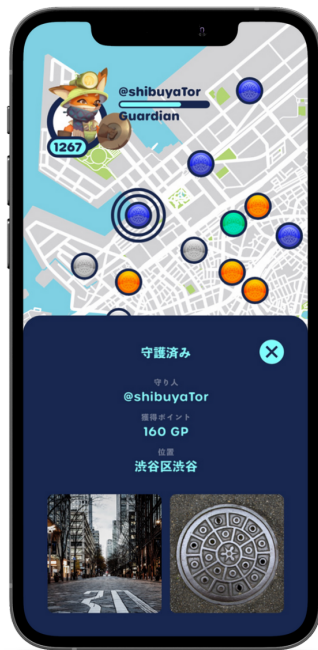 @shibuyaTor
Guardian
1267
守護済み
守り人
@shibuyaTor
獲得ポイント
160 GP
位置
渋谷区渋谷